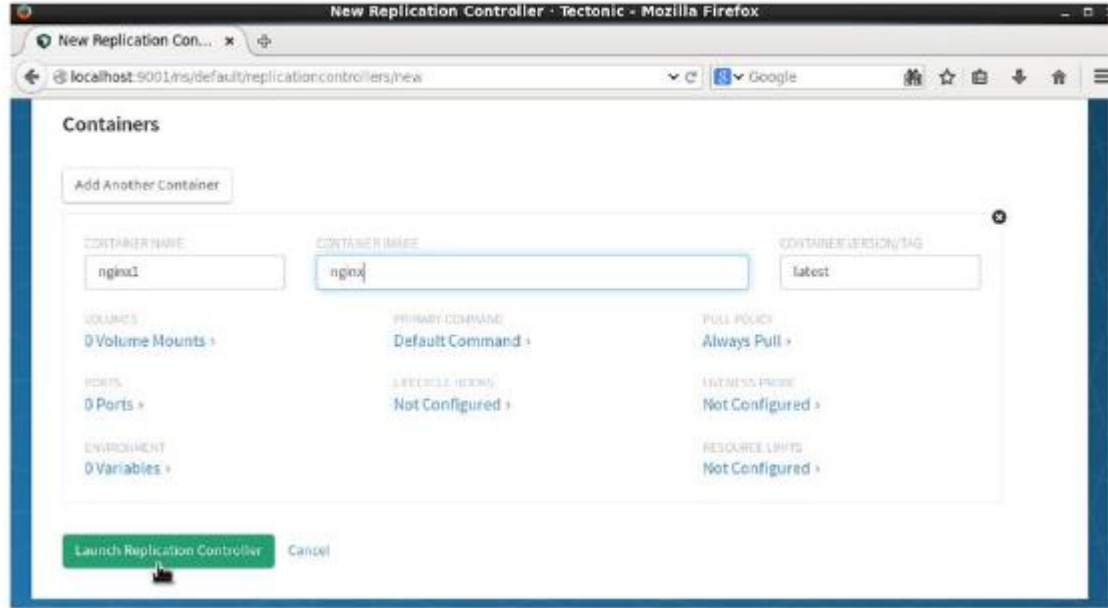 New Replication Controller · Tectonic - Mozilla Firefox
New Replication Con...
localhost:9001/ns/default/replicationcontrollers/new
Google
Containers
Add Another Container
CONTAINER NAME CONTAINER IMAGE CONTAINER VERSION/TAG
nginx1 nginx latest
VOLUMES PRIMARY COMMAND PULL POLICY
0 Volume Mounts › Default Command › Always Pull ›
PORTS LIFECYCLE HOOKS LIVENESS PROBE
0 Ports › Not Configured › Not Configured ›
ENVIRONMENT RESOURCE LIMITS
0 Variables › Not Configured ›
Launch Replication Controller Cancel